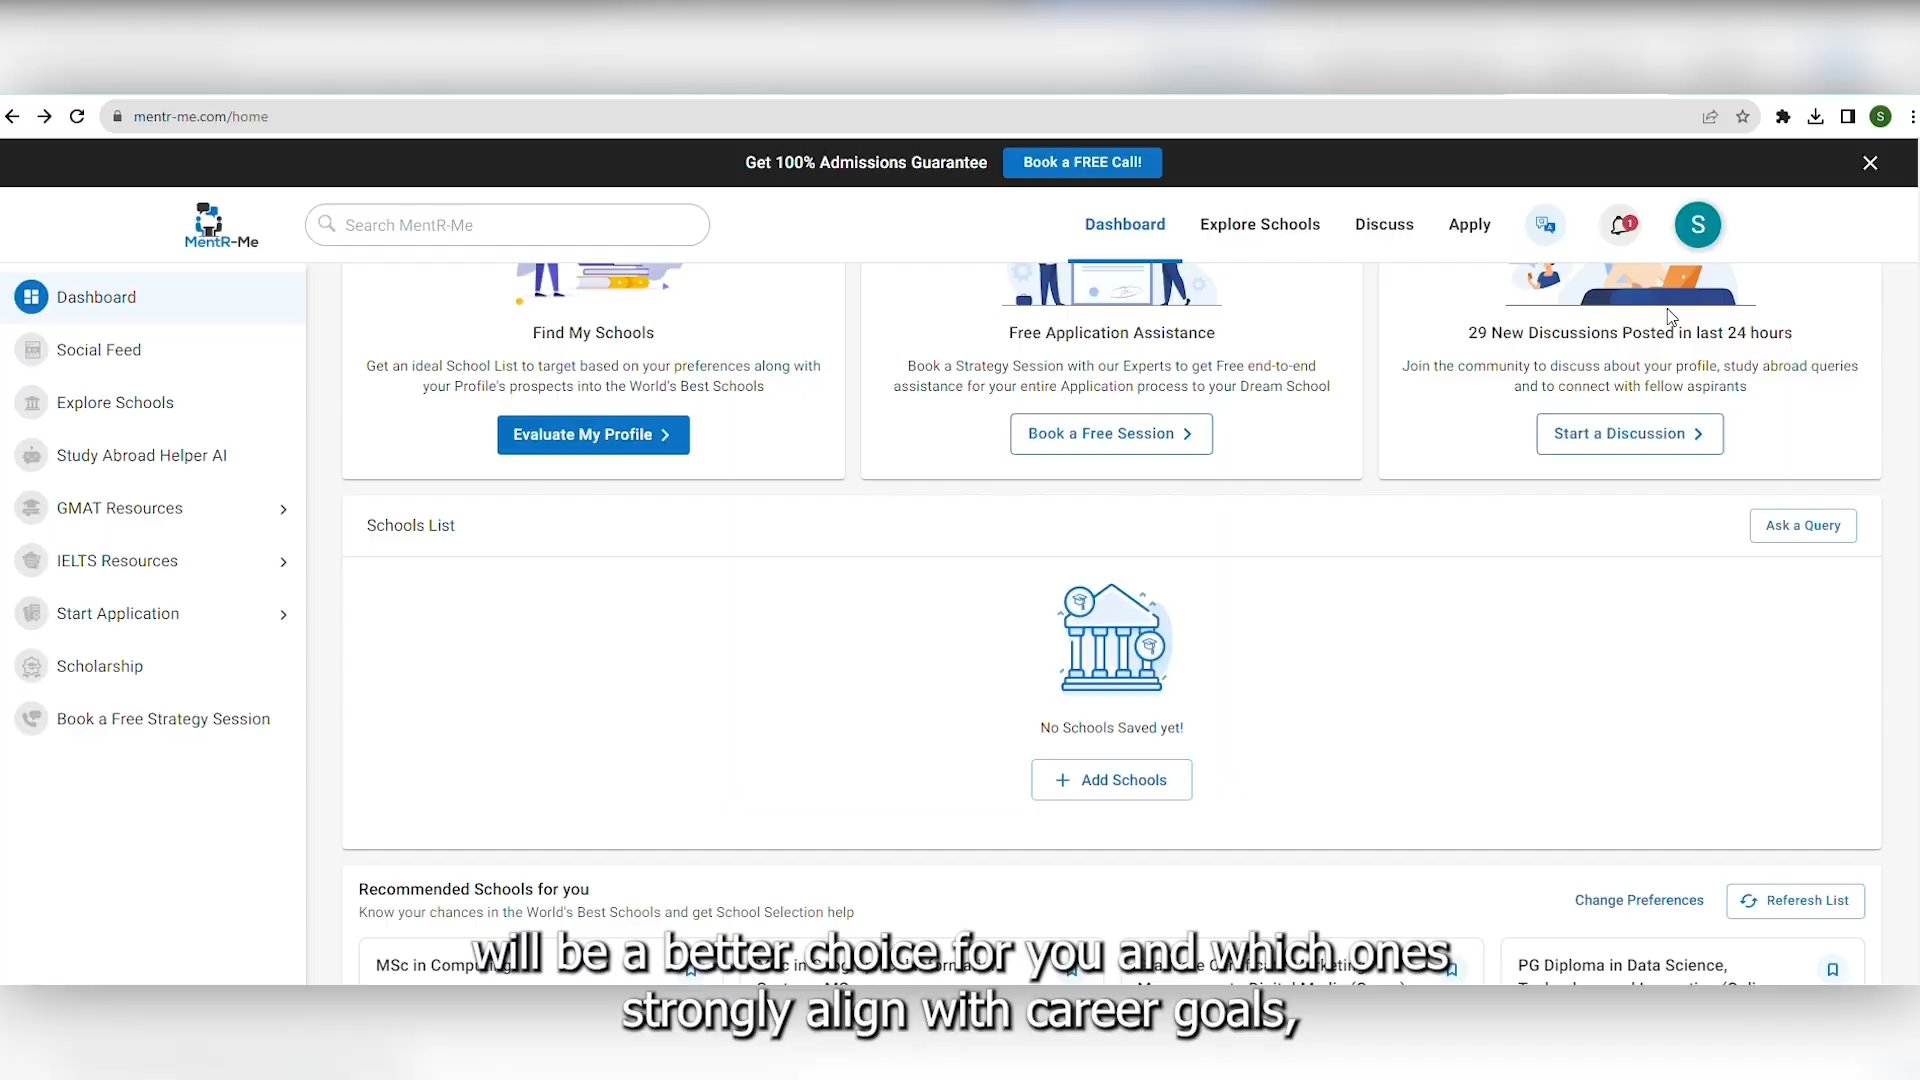 mentr-me.com/home
S
Get 100% Admissions Guarantee
Book a FREE Call!
MentR-Me
Search MentR-Me
Dashboard
Explore Schools
Discuss
Apply
1
S
Dashboard
Social Feed
Explore Schools
Study Abroad Helper AI
GMAT Resources
IELTS Resources
Start Application
Scholarship
Book a Free Strategy Session
Find My Schools
Get an ideal School List to target based on your preferences along with
your Profile's prospects into the World's Best Schools
Evaluate My Profile
Free Application Assistance
Book a Strategy Session with our Experts to get Free end-to-end
assistance for your entire Application process to your Dream School
Book a Free Session
29 New Discussions Posted in last 24 hours
Join the community to discuss about your profile, study abroad queries
and to connect with fellow aspirants
Start a Discussion
Schools List
Ask a Query
No Schools Saved yet!
+ Add Schools
Recommended Schools for you
Know your chances in the World's Best Schools and get School Selection help
Change Preferences
Referesh List
MSc in Computing
PG Diploma in Data Science,
will be a better choice for you and which ones
strongly align with career goals,